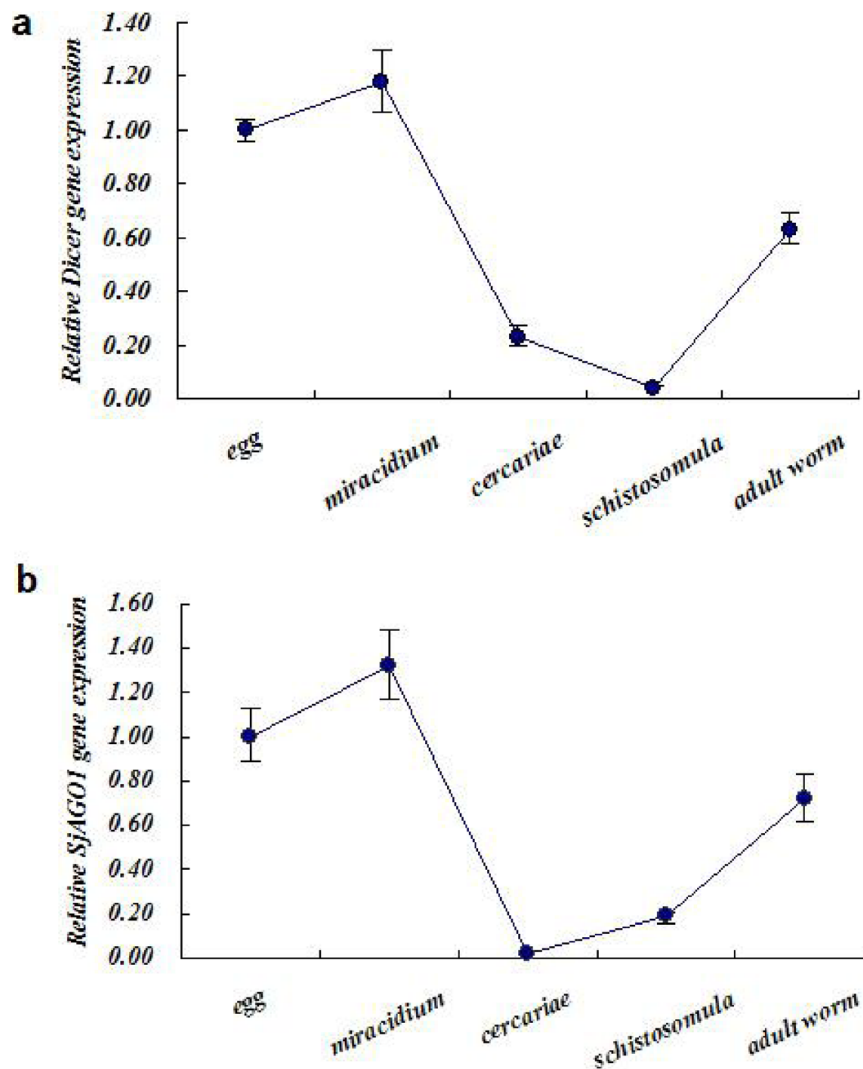 a
Relative Dicer gene expression
1.40
1.20
1.00
0.80
0.60
0.40
0.20
0.00
egg
miracidium
cercariae
schistosomula
adult worm
b
Relative SjAGO1 gene expression
1.60
1.40
1.20
1.00
0.80
0.60
0.40
0.20
0.00
egg
miracidium
cercariae
schistosomula
adult worm